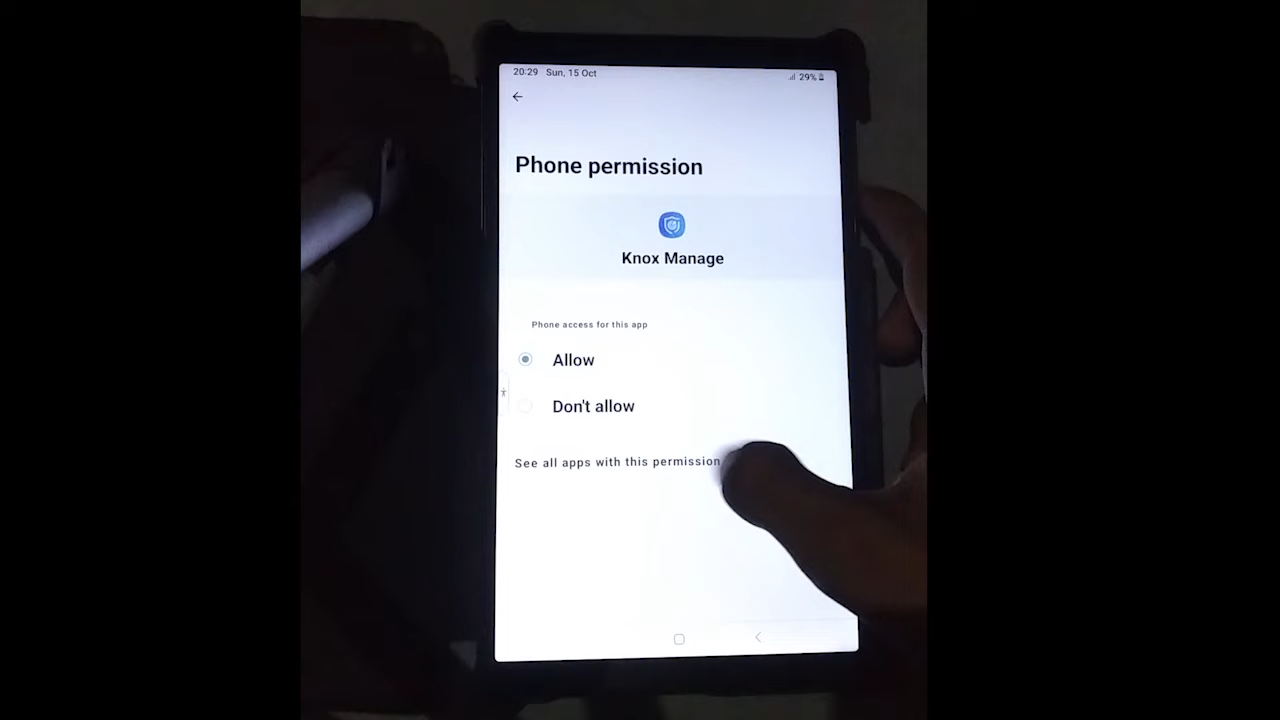 20:29 Sun, 15 Oct 29%
Phone permission
Knox Manage
Phone access for this app
Allow
Don't allow
See all apps with this permission